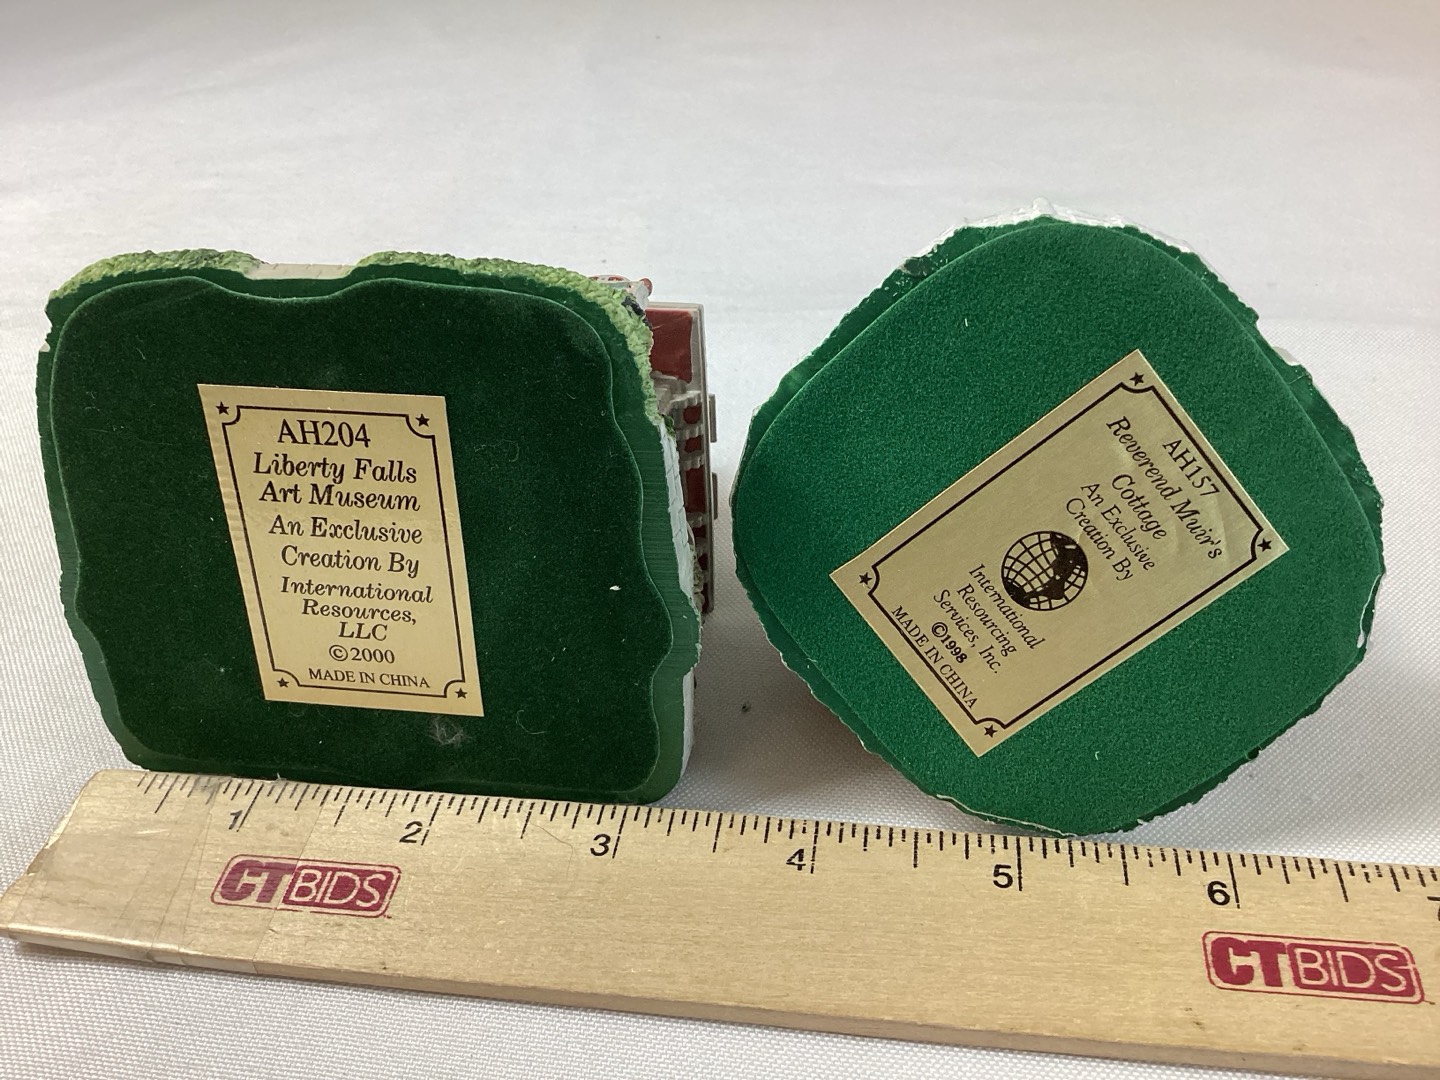 AH204
Liberty Falls
Art Museum
An Exclusive
Creation By
International
Resources,
LLC
©2000
MADE IN CHINA
AH157
Reverend Muir's
Cottage
An Exclusive
Creation By
International
Resourcing
Services, Inc.
©1998
MADE IN CHINA
1 2 3 4 5 6 7
CTBIDS
CTBIDS